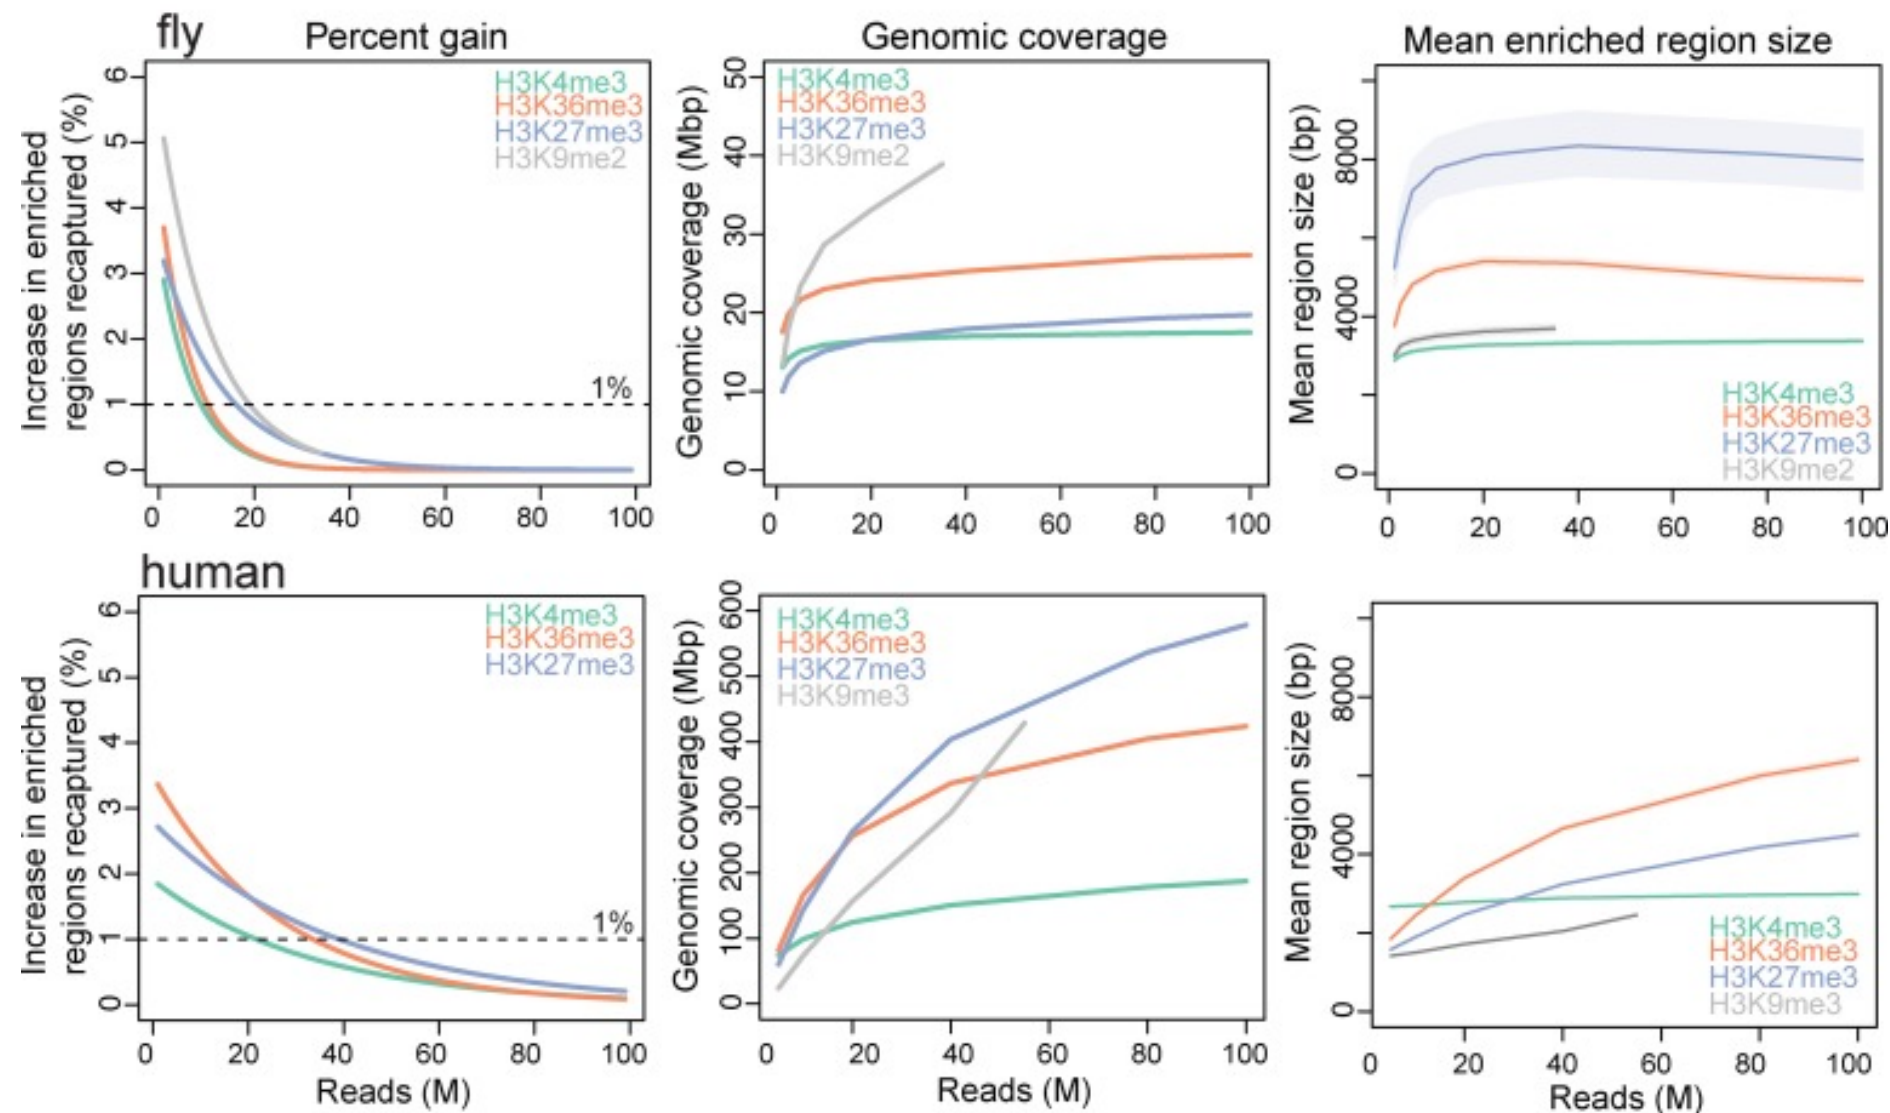 fly
Percent gain
Genomic coverage
Mean enriched region size
Increase in enriched
regions recaptured (%)
6
5
4
3
2
1
0
H3K4me3
H3K36me3
H3K27me3
H3K9me2
1%
0 20 40 60 80 100
Genomic coverage (Mbp)
50
40
30
20
10
0
H3K4me3
H3K36me3
H3K27me3
H3K9me2
0 20 40 60 80 100
Mean region size (bp)
8000
4000
0
H3K4me3
H3K36me3
H3K27me3
H3K9me2
0 20 40 60 80 100
human
Increase in enriched
regions recaptured (%)
6
5
4
3
2
1
0
H3K4me3
H3K36me3
H3K27me3
1%
0 20 40 60 80 100
Reads (M)
Genomic coverage (Mbp)
600
500
400
300
200
100
0
H3K4me3
H3K36me3
H3K27me3
H3K9me3
0 20 40 60 80 100
Reads (M)
Mean region size (bp)
8000
4000
0
H3K4me3
H3K36me3
H3K27me3
H3K9me3
0 20 40 60 80 100
Reads (M)